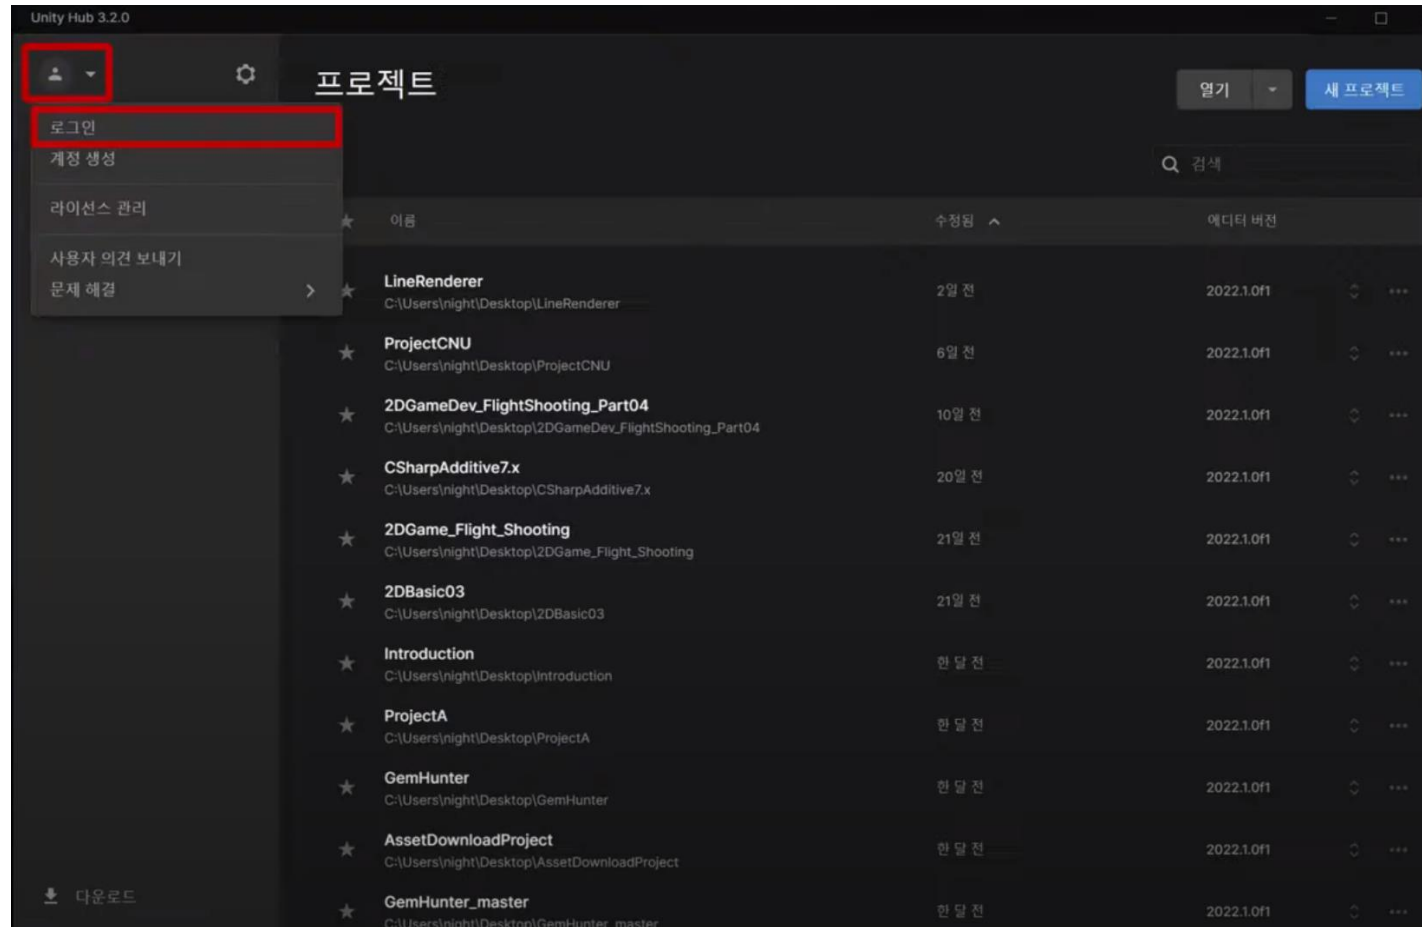 Unity Hub 3.2.0
프로젝트
열기
새 프로젝트
로그인
계정 생성
라이선스 관리
사용자 의견 보내기
문제 해결
검색
이름
수정됨
에디터 버전
LineRenderer
C:\Users\night\Desktop\LineRenderer
2일 전
2022.1.0f1
ProjectCNU
C:\Users\night\Desktop\ProjectCNU
6일 전
2022.1.0f1
2DGameDev_FlightShooting_Part04
C:\Users\night\Desktop\2DGameDev_FlightShooting_Part04
10일 전
2022.1.0f1
CSharpAdditive7.x
C:\Users\night\Desktop\CSharpAdditive7.x
20일 전
2022.1.0f1
2DGame_Flight_Shooting
C:\Users\night\Desktop\2DGame_Flight_Shooting
21일 전
2022.1.0f1
2DBasic03
C:\Users\night\Desktop\2DBasic03
21일 전
2022.1.0f1
Introduction
C:\Users\night\Desktop\Introduction
한 달 전
2022.1.0f1
ProjectA
C:\Users\night\Desktop\ProjectA
한 달 전
2022.1.0f1
GemHunter
C:\Users\night\Desktop\GemHunter
한 달 전
2022.1.0f1
AssetDownloadProject
C:\Users\night\Desktop\AssetDownloadProject
한 달 전
2022.1.0f1
GemHunter_master
C:\Users\night\Desktop\GemHunter_master
한 달 전
2022.1.0f1
다운로드